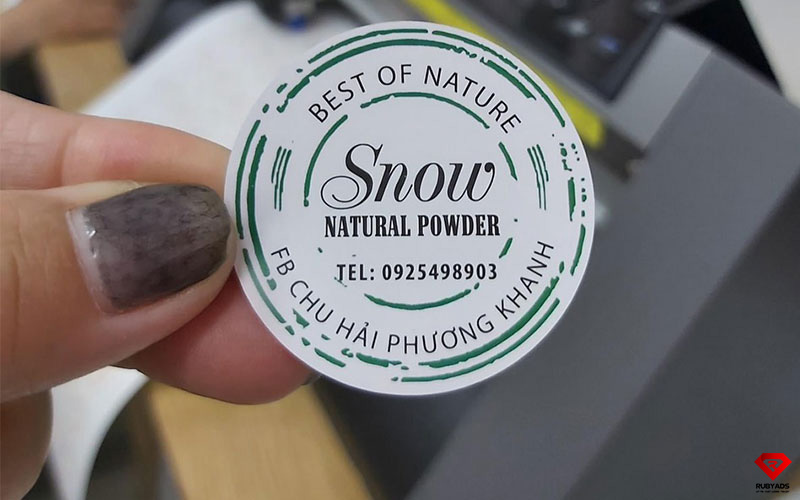 BEST OF NATURE
Snow
NATURAL POWDER
TEL: 0925498903
FB CHU HẢI PHƯƠNG KHANH
RUBYADS